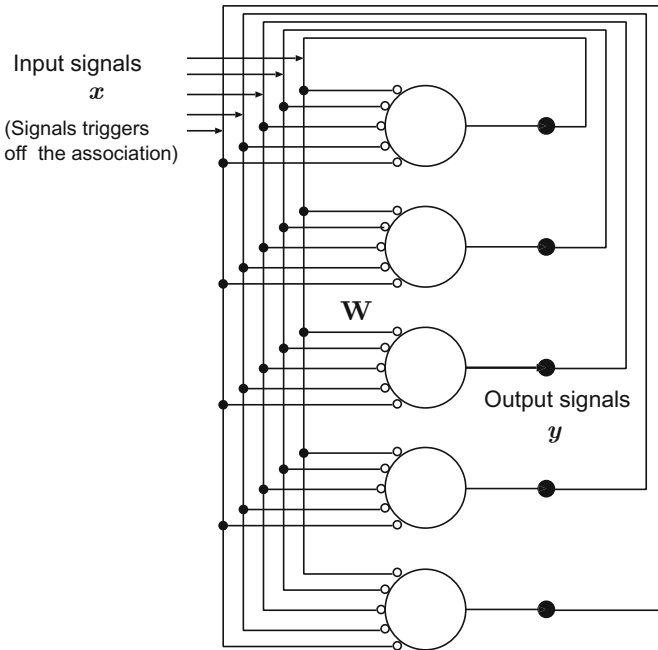 Input signals
x
(Signals triggers
off the association)
W
Output signals
y